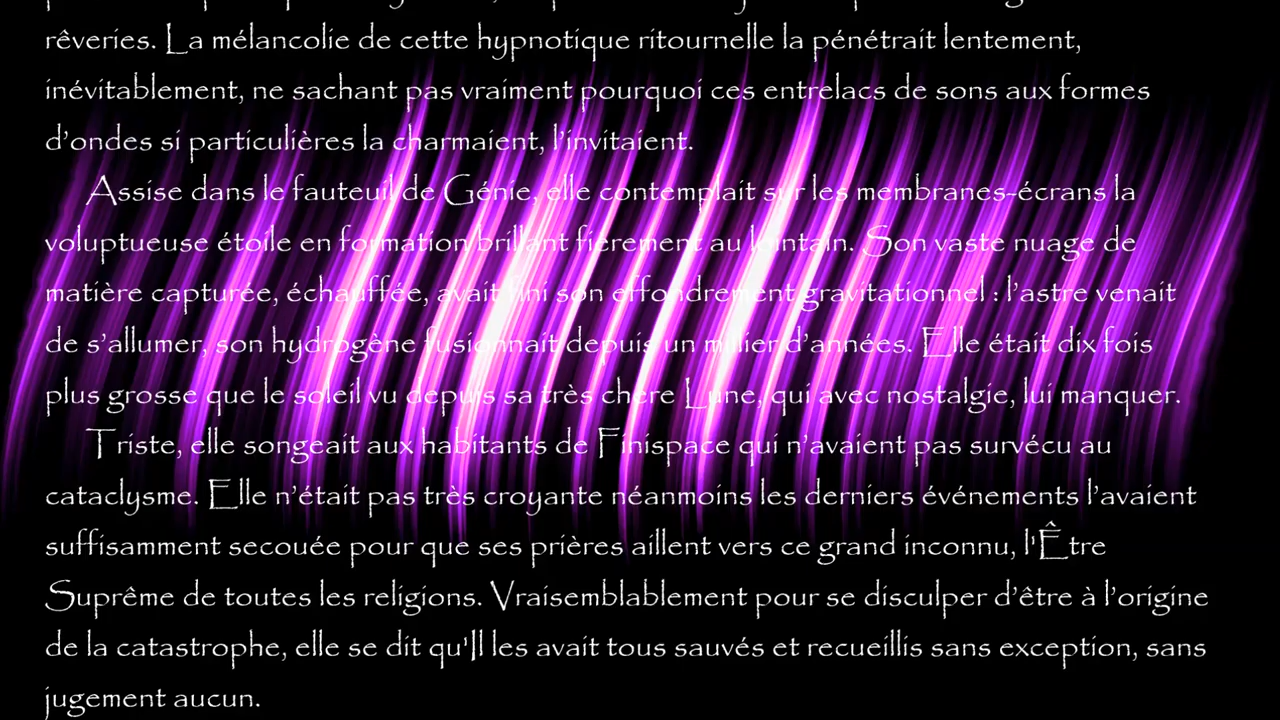 rêveries. La mélancolie de cette hypnotique ritournelle la pénétrait lentement,
inévitablement, ne sachant pas vraiment pourquoi ces entrelacs de sons aux formes
d’ondes si particulières la charmaient, l’invitaient.
Assise dans le fauteuil de Génie, elle contemplait sur les membranes-écrans la
voluptueuse étoile en formation brillant fièrement au lointain. Son vaste nuage de
matière capturée, échauffée, avait fini son effondrement gravitationnel : l’astre venait
de s’allumer, son hydrogène fusionnait depuis un millier d’années. Elle était dix fois
plus grosse que le soleil vu depuis sa très chère Lune, qui avec nostalgie, lui manquer.
Triste, elle songeait aux habitants de Finispace qui n’avaient pas survécu au
cataclysme. Elle n’était pas très croyante néanmoins les derniers événements l’avaient
suffisamment secouée pour que ses prières aillent vers ce grand inconnu, l'Être
Suprême de toutes les religions. Vraisemblablement pour se disculper d’être à l’origine
de la catastrophe, elle se dit qu'Il les avait tous sauvés et recueillis sans exception, sans
jugement aucun.